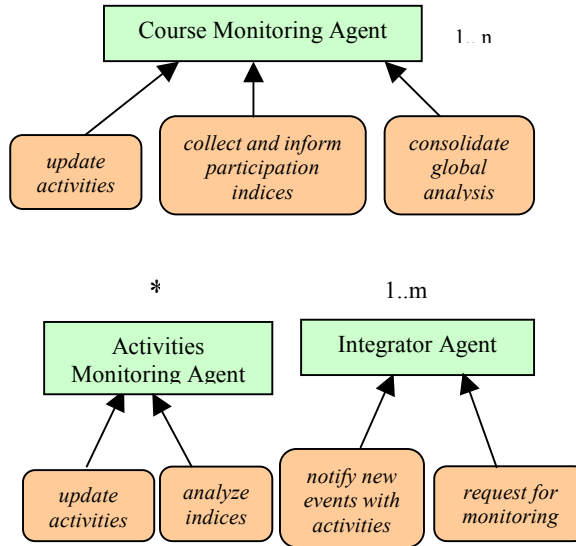 Course Monitoring Agent
1.. n
update
activities
collect and inform
participation
indices
consolidate
global
analysis
*
1..m
Activities
Monitoring Agent
Integrator Agent
update
activities
analyze
indices
notify new
events with
activities
request for
monitoring